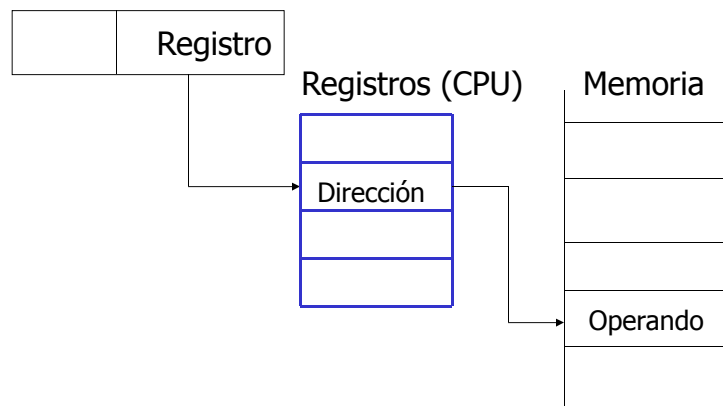 Registro
Registros (CPU)
Memoria
Dirección
Operando